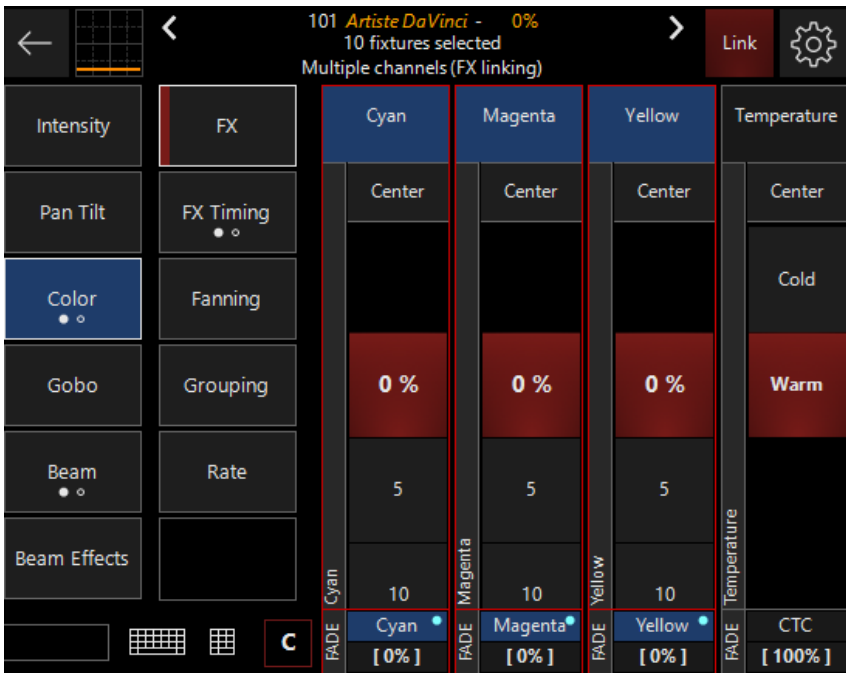 101 Artiste DaVinci - 0%
10 fixtures selected
Multiple channels (FX linking)
Link
Intensity
FX
Cyan
Magenta
Yellow
Temperature
Pan Tilt
FX Timing
Center
Center
Center
Center
Color
Fanning
Cold
Gobo
Grouping
0 %
0 %
0 %
Warm
Beam
Rate
5
5
5
Beam Effects
10
10
10
Cyan
Magenta
Yellow
Temperature
C
FADE
Cyan
FADE
Magenta
FADE
Yellow
FADE
CTC
[ 0% ]
[ 0% ]
[ 0% ]
[ 100% ]